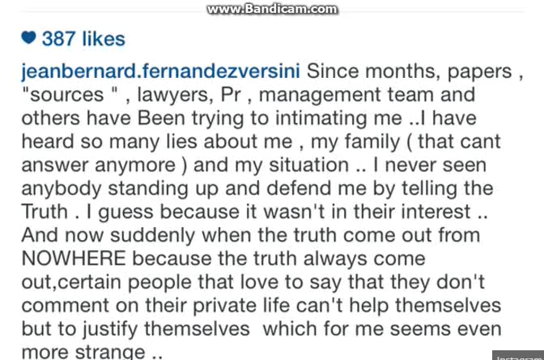 www.Bandicam.com
387 likes
jeanbernard.fernandezversini Since months, papers ,
"sources " , lawyers, Pr , management team and
others have Been trying to intimating me ..I have
heard so many lies about me , my family ( that cant
answer anymore ) and my situation .. I never seen
anybody standing up and defend me by telling the
Truth . I guess because it wasn't in their interest ..
And now suddenly when the truth come out from
NOWHERE because the truth always come
out,certain people that love to say that they don't
comment on their private life can't help themselves
but to justify themselves which for me seems even
more strange ..
Instagram